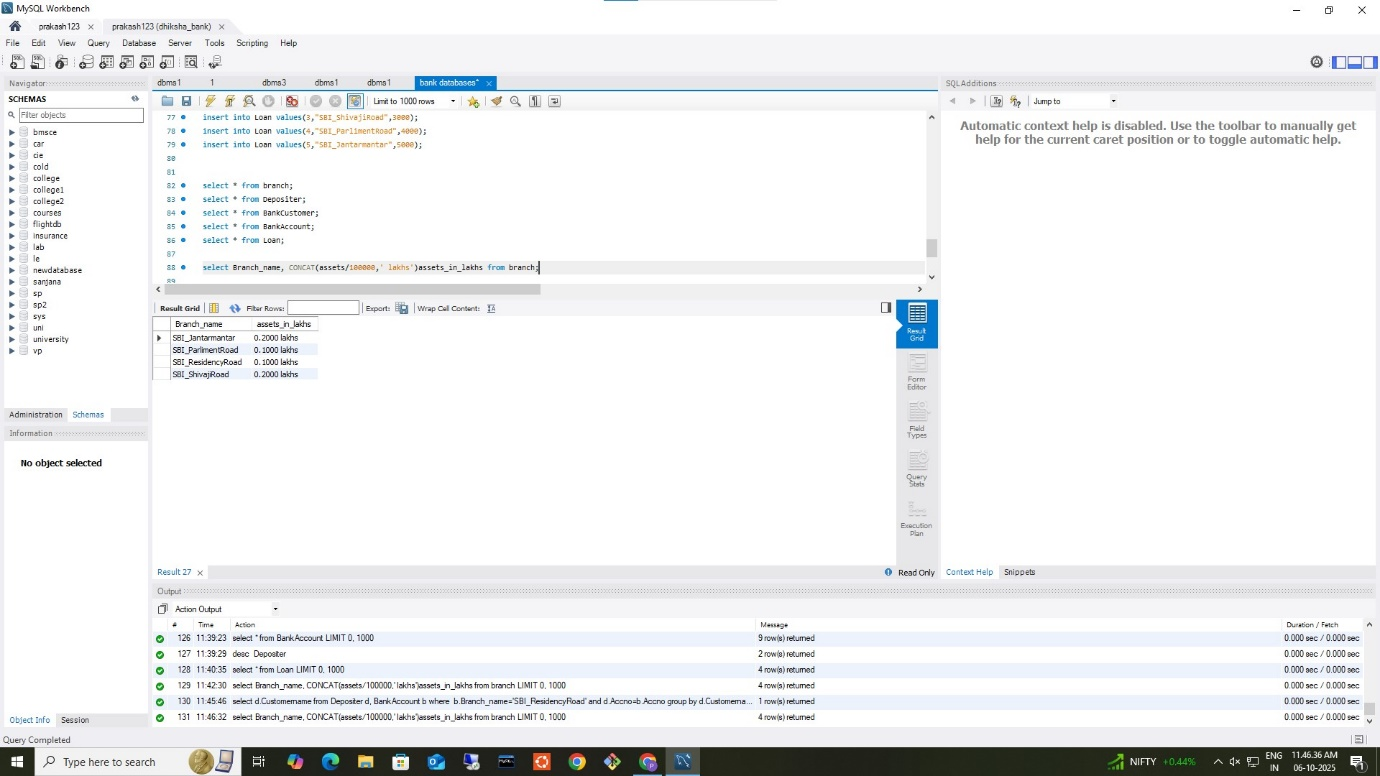 MySQL Workbench
prakash123
prakash123 (dhiksha_bank)
File Edit View Query Database Server Tools Scripting Help
Navigator
SCHEMAS
Filter objects
bmsce
car
cie
cold
college
college1
college2
courses
flightdb
insurance
lab
le
newdatabase
sanjana
sp
sp2
sys
uni
university
vp
Administration Schemas
Information
No object selected
Object Info Session
Query Completed
dbms1 1 dbms3 dbms1 dbms1 bank databases*
Limit to 1000 rows
77 insert into Loan values(3,"SBI_ShivajiRoad",3000);
78 insert into Loan values(4,"SBI_ParlimentRoad",4000);
79 insert into Loan values(5,"SBI_Jantarmantar",5000);
80
81
82 select * from branch;
83 select * from Depositer;
84 select * from BankCustomer;
85 select * from BankAccount;
86 select * from Loan;
87
88 select Branch_name, CONCAT(assets/100000,' lakhs')assets_in_lakhs from branch;
89
Result Grid Filter Rows: Export: Wrap Cell Content:
Branch_name assets_in_lakhs
SBI_Jantarmantar 0.2000 lakhs
SBI_ParlimentRoad 0.1000 lakhs
SBI_ResidencyRoad 0.1000 lakhs
SBI_ShivajiRoad 0.2000 lakhs
Result Grid
Form Editor
Field Types
Query Stats
Execution Plan
Result 27
Read Only
SQLAdditions
Jump to
Automatic context help is disabled. Use the toolbar to manually get
help for the current caret position or to toggle automatic help.
Context Help Snippets
Output
Action Output
# Time Action Message Duration / Fetch
126 11:39:23 select * from BankAccount LIMIT 0, 1000 9 row(s) returned 0.000 sec / 0.000 sec
127 11:39:29 desc Depositer 2 row(s) returned 0.000 sec / 0.000 sec
128 11:40:35 select * from Loan LIMIT 0, 1000 4 row(s) returned 0.000 sec / 0.000 sec
129 11:42:30 select Branch_name, CONCAT(assets/100000,' lakhs')assets_in_lakhs from branch LIMIT 0, 1000 4 row(s) returned 0.000 sec / 0.000 sec
130 11:45:46 select d.Customername from Depositer d, BankAccount b where b.Branch_name='SBI_ResidencyRoad' and d.Accno=b.Accno group by d.Customerna... 1 row(s) returned 0.000 sec / 0.000 sec
131 11:46:32 select Branch_name, CONCAT(assets/100000,' lakhs')assets_in_lakhs from branch LIMIT 0, 1000 4 row(s) returned 0.000 sec / 0.000 sec
Type here to search
NIFTY +0.44%
ENG
IN
11.46.36 AM
06-10-2025